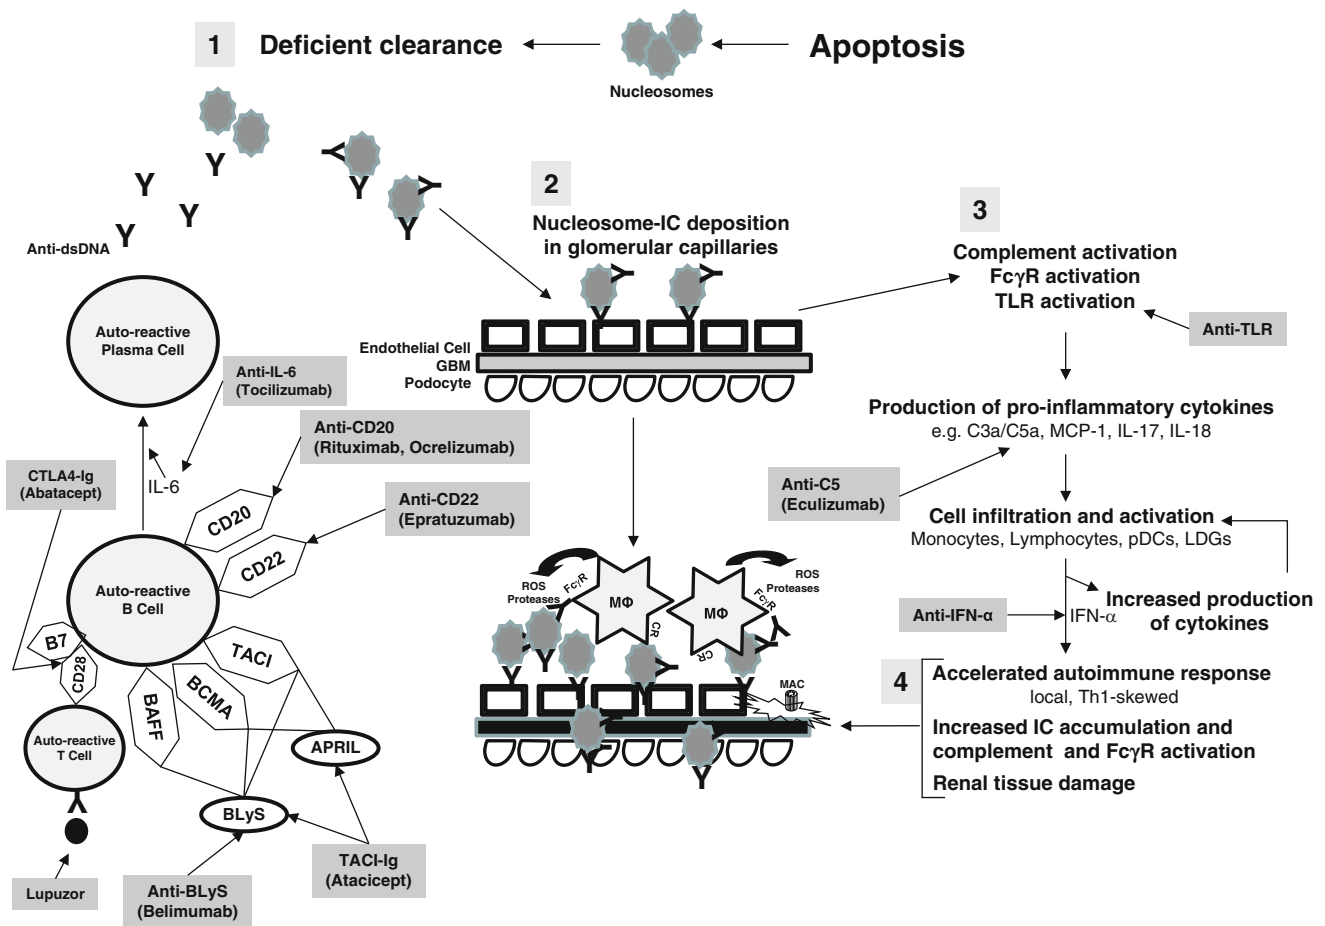 1
Deficient clearance
Apoptosis
Nucleosomes
Anti-dsDNA
Auto-reactive
Plasma Cell
Anti-IL-6
(Tocilizumab)
Anti-CD20
(Rituximab, Ocrelizumab)
CTLA4-Ig
(Abatacept)
IL-6
Anti-CD22
(Epratuzumab)
CD20
CD22
Auto-reactive
B Cell
B7
CD28
TACI
BCMA
BAFF
Auto-reactive
T Cell
APRIL
BLyS
Lupuzor
Anti-BLyS
(Belimumab)
TACI-Ig
(Atacicept)
2
Nucleosome-IC deposition
in glomerular capillaries
Endothelial Cell
GBM
Podocyte
ROS
Proteases
FcγR
MΦ
CR
MΦ
FcγR
CR
ROS
Proteases
MAC
3
Complement activation
FcγR activation
TLR activation
Anti-TLR
Production of pro-inflammatory cytokines
e.g. C3a/C5a, MCP-1, IL-17, IL-18
Anti-C5
(Eculizumab)
Cell infiltration and activation
Monocytes, Lymphocytes, pDCs, LDGs
Anti-IFN-α
IFN-α
Increased production
of cytokines
4
Accelerated autoimmune response
local, Th1-skewed
Increased IC accumulation and
complement and FcγR activation
Renal tissue damage